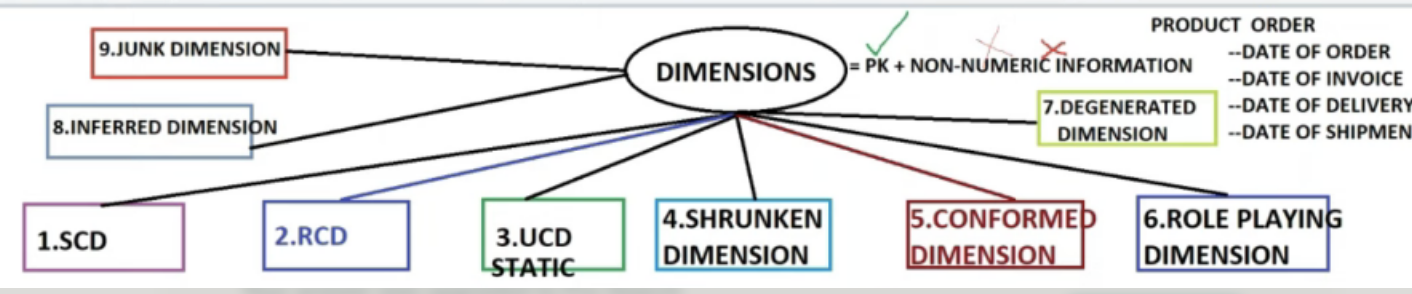 PRODUCT ORDER
9.JUNK DIMENSION
DIMENSIONS
= PK + NON-NUMERIC INFORMATION
--DATE OF ORDER
--DATE OF INVOICE
--DATE OF DELIVERY
--DATE OF SHIPMEN
8.INFERRED DIMENSION
7.DEGENERATED
DIMENSION
1.SCD
2.RCD
3.UCD
STATIC
4.SHRUNKEN
DIMENSION
5.CONFORMED
DIMENSION
6.ROLE PLAYING
DIMENSION